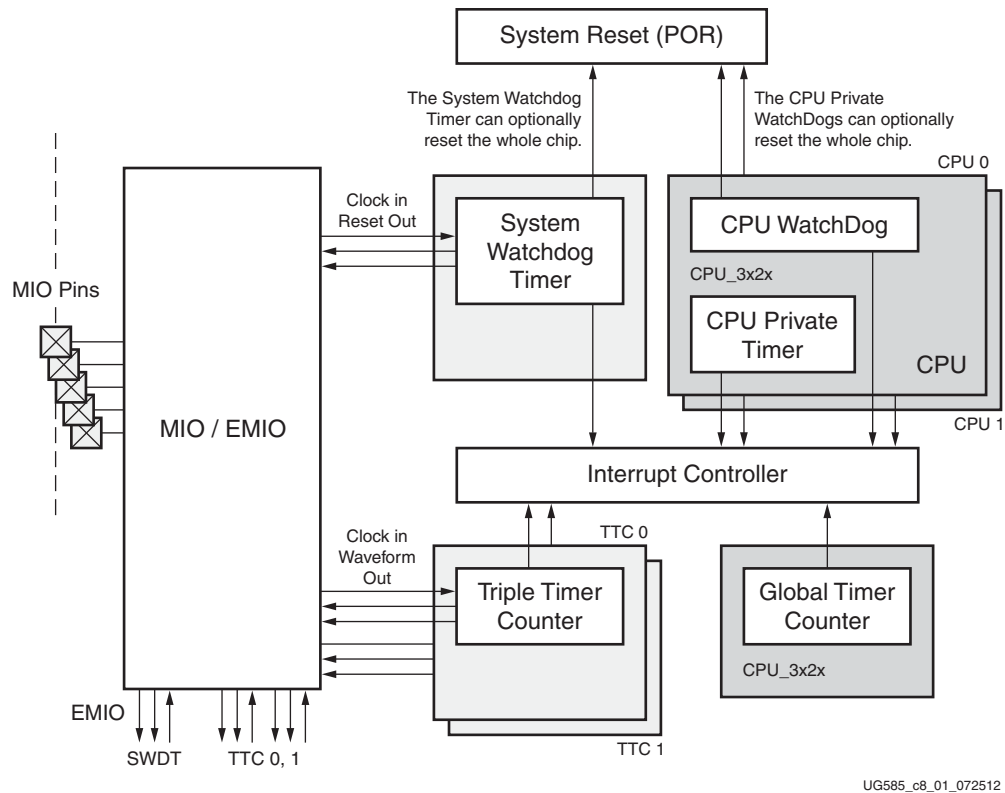 System Reset (POR)
The System Watchdog
Timer can optionally
reset the whole chip.
The CPU Private
WatchDogs can optionally
reset the whole chip.
CPU 0
Clock in
Reset Out
System
Watchdog
Timer
CPU WatchDog
CPU_3x2x
CPU Private
Timer
CPU
CPU 1
MIO Pins
MIO / EMIO
Interrupt Controller
Clock in
Waveform
Out
TTC 0
Triple Timer
Counter
TTC 1
Global Timer
Counter
CPU_3x2x
EMIO
SWDT
TTC 0, 1
UG585_c8_01_072512